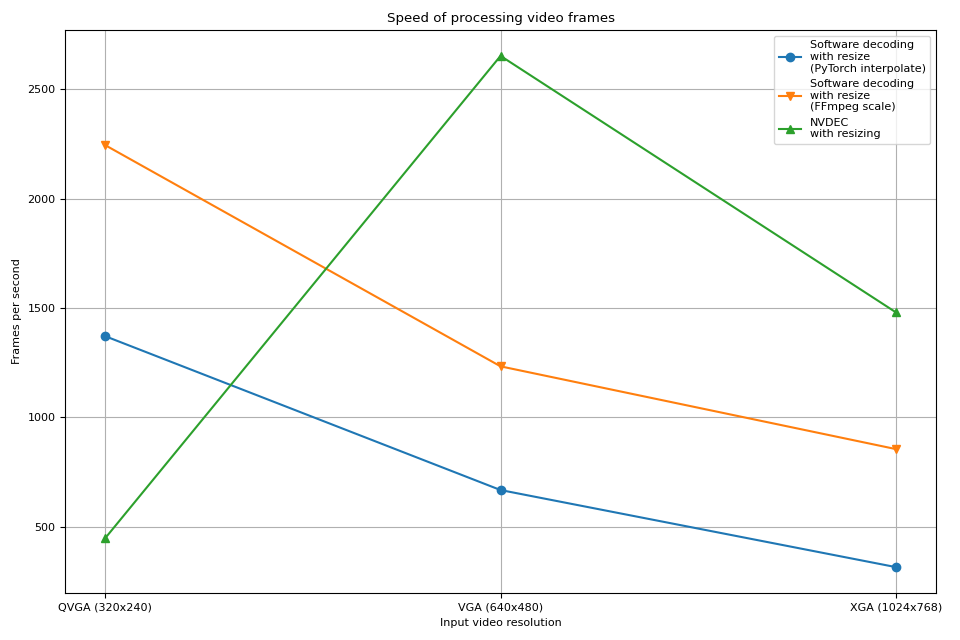 Speed of processing video frames
Software decoding
with resize
(PyTorch interpolate)
Software decoding
with resize
(FFmpeg scale)
NVDEC
with resizing
Frames per second
2500
2000
1500
1000
500
QVGA (320x240)
VGA (640x480)
XGA (1024x768)
Input video resolution